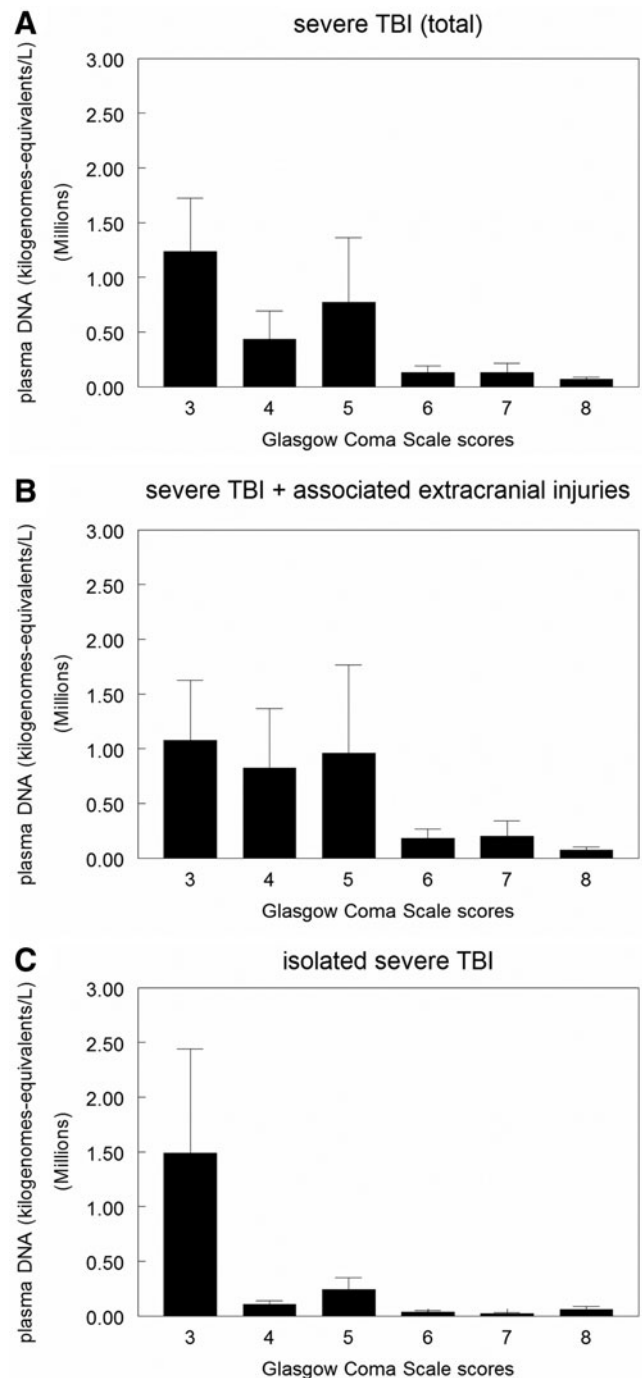 A
severe TBI (total)
plasma DNA (kilogenomes-equivalents/L)
(Millions)
3.00
2.50
2.00
1.50
1.00
0.50
0.00
3 4 5 6 7 8
Glasgow Coma Scale scores
B
severe TBI + associated extracranial injuries
plasma DNA (kilogenomes-equivalents/L)
(Millions)
3.00
2.50
2.00
1.50
1.00
0.50
0.00
3 4 5 6 7 8
Glasgow Coma Scale scores
C
isolated severe TBI
plasma DNA (kilogenomes-equivalents/L)
(Millions)
3.00
2.50
2.00
1.50
1.00
0.50
0.00
3 4 5 6 7 8
Glasgow Coma Scale scores